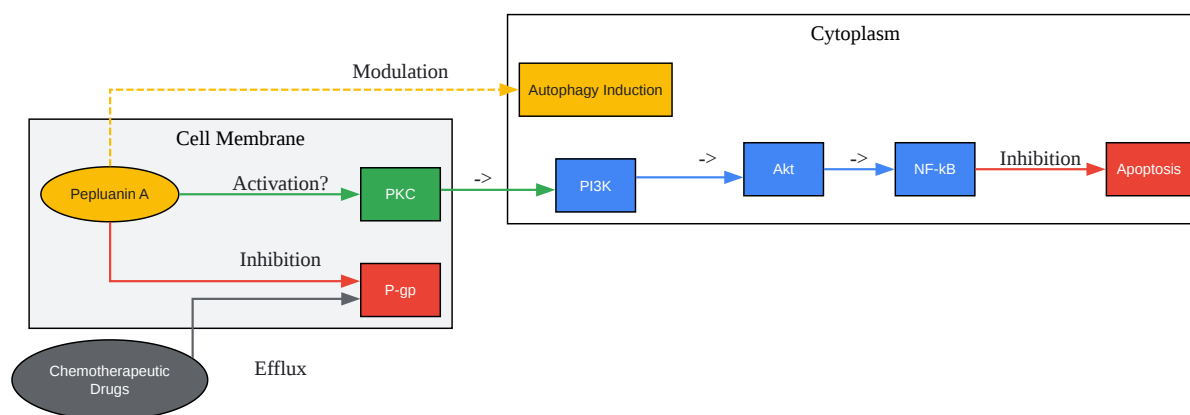 Cytoplasm
Modulation
Autophagy Induction
Cell Membrane
Pepluanin A
Activation?
PKC
->
PI3K
->
Akt
->
NF-kB
Inhibition
Apoptosis
Inhibition
P-gp
Chemotherapeutic
Drugs
Efflux